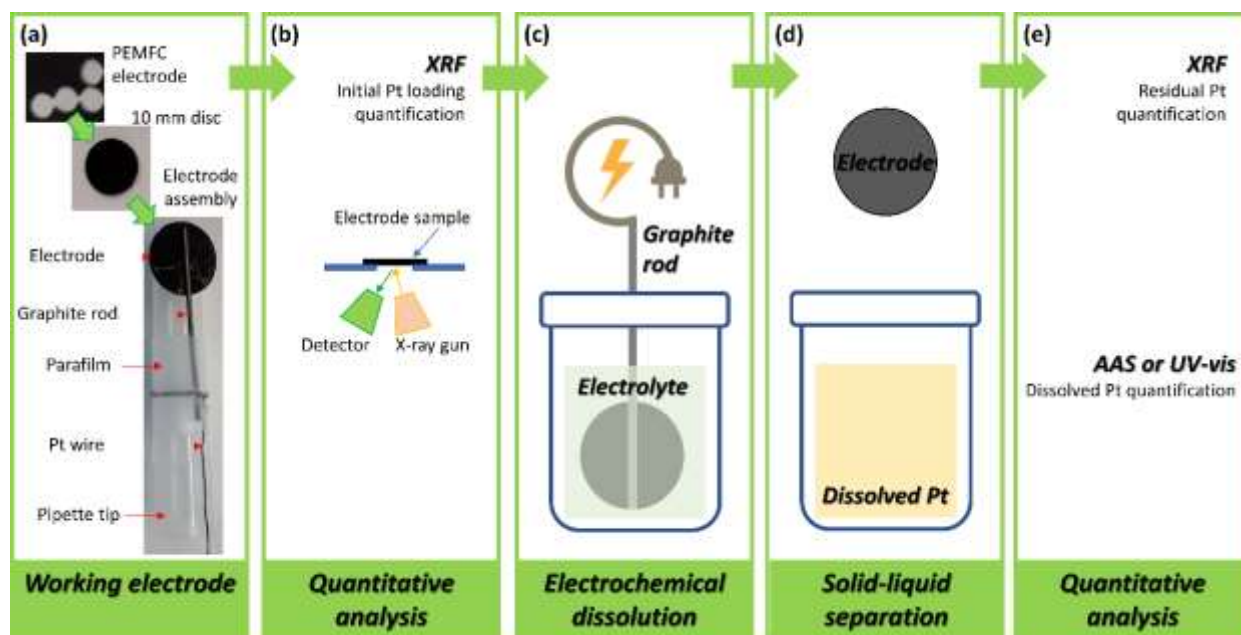 (a)
PEMFC
electrode
10 mm disc
Electrode
assembly
Electrode
Graphite rod
Parafilm
Pt wire
Pipette tip
Working electrode
(b)
XRF
Initial Pt loading
quantification
Electrode sample
Detector
X-ray gun
Quantitative
analysis
(c)
Graphite
rod
Electrolyte
Electrochemical
dissolution
(d)
Electrode
Dissolved Pt
Solid-liquid
separation
(e)
XRF
Residual Pt
quantification
AAS or UV-vis
Dissolved Pt quantification
Quantitative
analysis